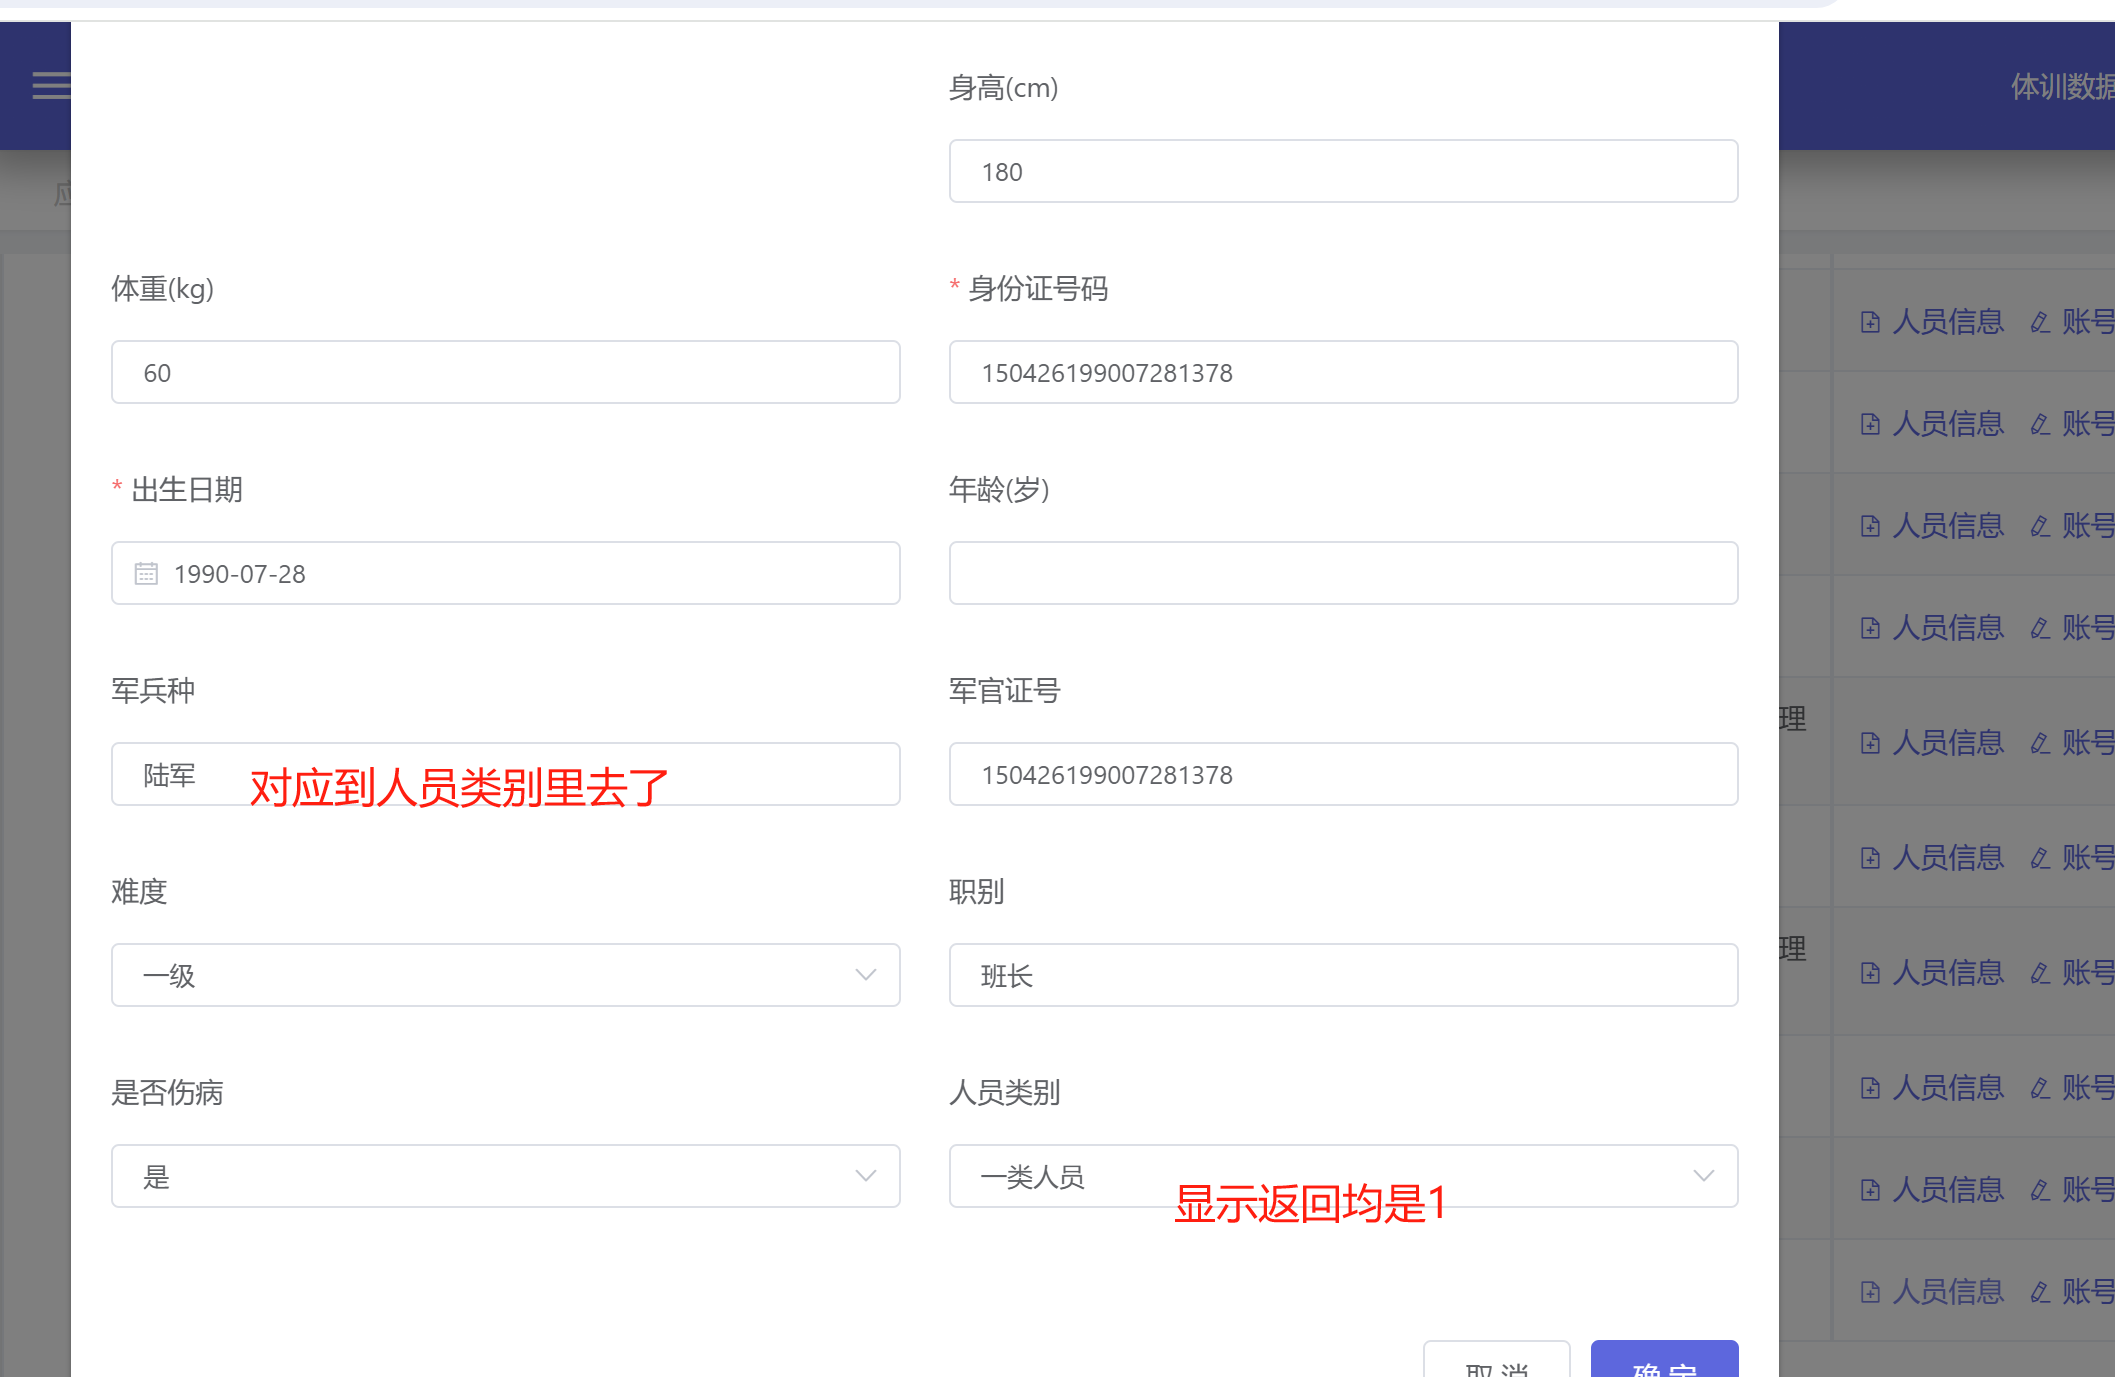 体训数据
身高(cm)
180
体重(kg)
* 身份证号码
60
150426199007281378
* 出生日期
年龄(岁)
1990-07-28
军兵种
军官证号
陆军
对应到人员类别里去了
150426199007281378
难度
职别
一级
班长
是否伤病
人员类别
是
一类人员
显示返回均是1
取 消
确 定
人员信息 账号
人员信息 账号
人员信息 账号
人员信息 账号
理
人员信息 账号
人员信息 账号
理
人员信息 账号
人员信息 账号
人员信息 账号
人员信息 账号